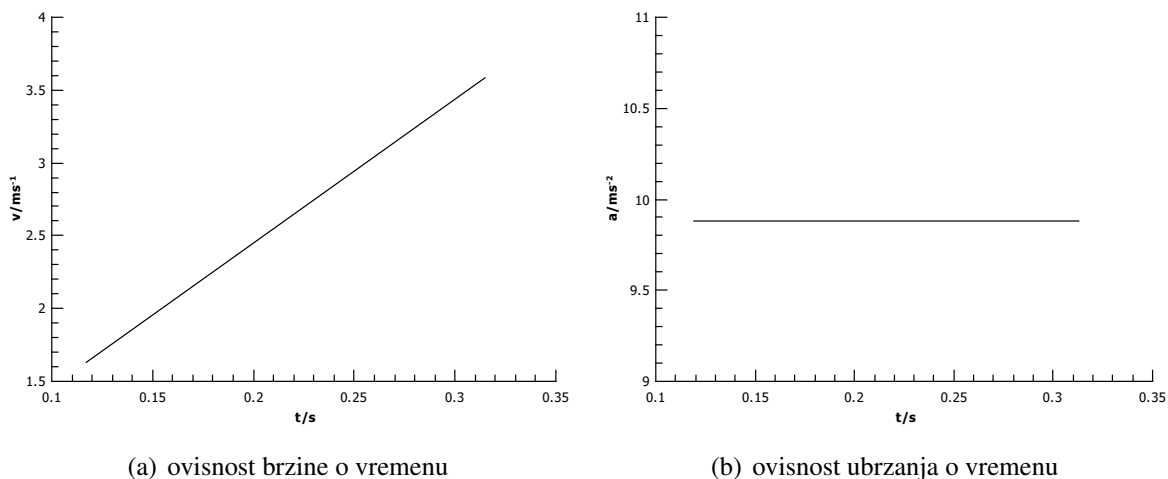 4
3.5
3
2.5
2
1.5
v/ms⁻¹
0.1 0.15 0.2 0.25 0.3 0.35
t/s
(a) ovisnost brzine o vremenu
11
10.5
10
9.5
9
a/ms⁻²
0.1 0.15 0.2 0.25 0.3 0.35
t/s
(b) ovisnost ubrzanja o vremenu